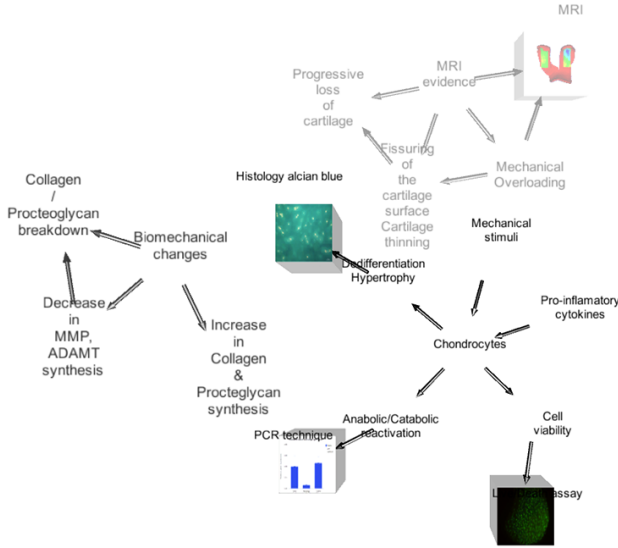 MRI
MRI
evidence
Progressive
loss
of
cartilage
Fissuring
of
the
cartilage
surface
Cartilage
thinning
Mechanical
Overloading
Histology alcian blue
Collagen
/
Procteoglycan
breakdown
Biomechanical
changes
Mechanical
stimuli
Dedifferentiation
Hypertrophy
Decrease
in
MMP,
ADAMT
synthesis
Increase
in
Collagen
&
Procteglycan
synthesis
Pro-inflamatory
cytokines
Chondrocytes
Anabolic/Catabolic
reactivation
PCR technique
Cell
viability
assay